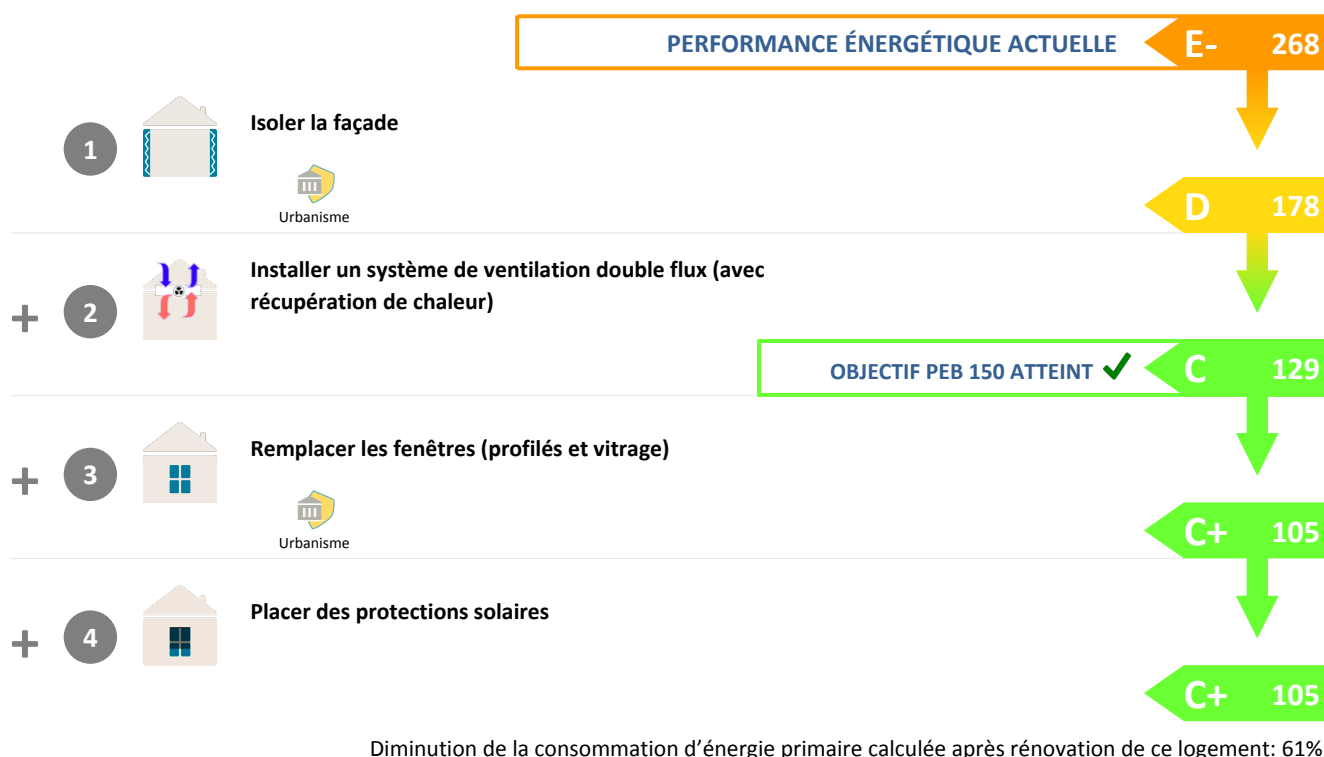 PERFORMANCE ÉNERGÉTIQUE ACTUELLE E- 268
1 Isoler la façade
Urbanisme
D 178
+ 2 Installer un système de ventilation double flux (avec
récupération de chaleur)
OBJECTIF PEB 150 ATTEINT ✓ C 129
+ 3 Remplacer les fenêtres (profilés et vitrage)
Urbanisme
C+ 105
+ 4 Placer des protections solaires
C+ 105
Diminution de la consommation d’énergie primaire calculée après rénovation de ce logement: 61%